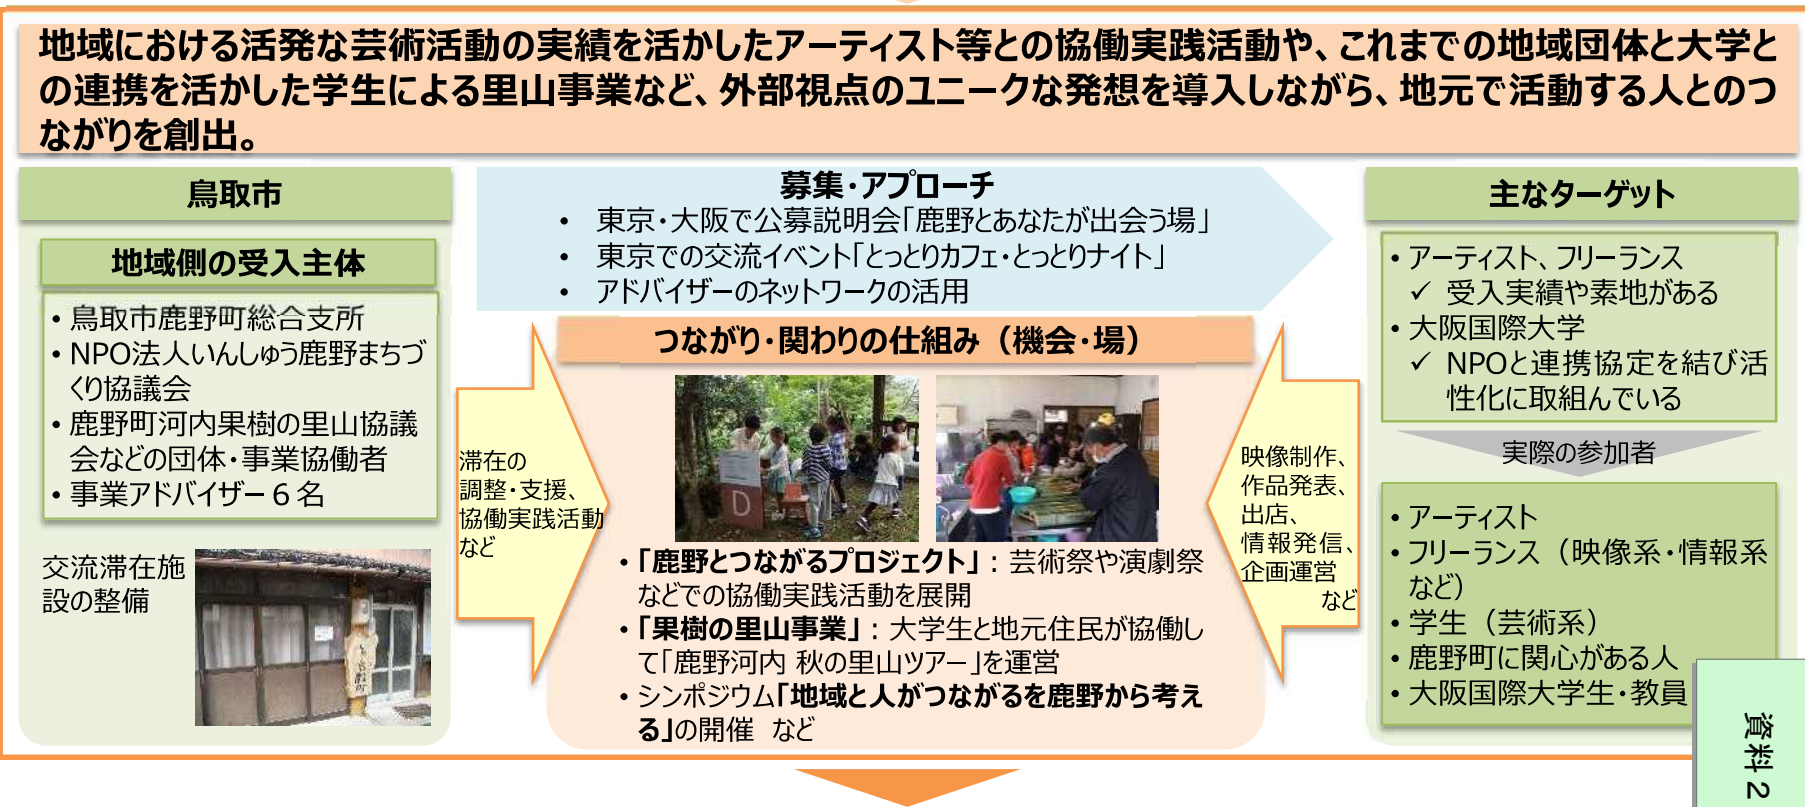 地域における活発な芸術活動の実績を活かしたアーティスト等との協働実践活動や、これまでの地域団体と大学と
の連携を活かした学生による里山事業など、外部視点のユニークな発想を導入しながら、地元で活動する人とのつ
ながりを創出。
鳥取市
地域側の受入主体
• 鳥取市鹿野町総合支所
• NPO法人いんしゅう鹿野まちづ
くり協議会
• 鹿野町河内果樹の里山協議
会などの団体・事業協働者
• 事業アドバイザー６名
交流滞在施
設の整備
募集・アプローチ
• 東京・大阪で公募説明会「鹿野とあなたが出会う場」
• 東京での交流イベント「とっとりカフェ・とっとりナイト」
• アドバイザーのネットワークの活用
滞在の
調整・支援、
協働実践活動
など
つながり・関わりの仕組み（機会・場）
D
• 「鹿野とつながるプロジェクト」：芸術祭や演劇祭
などでの協働実践活動を展開
• 「果樹の里山事業」：大学生と地元住民が協働し
て「鹿野河内 秋の里山ツアー」を運営
• シンポジウム「地域と人がつながるを鹿野から考え
る」の開催 など
映像制作、
作品発表、
出店、
情報発信、
企画運営
など
主なターゲット
• アーティスト、フリーランス
✓ 受入実績や素地がある
• 大阪国際大学
✓ NPOと連携協定を結び活
性化に取組んでいる
実際の参加者
• アーティスト
• フリーランス（映像系・情報系
など）
• 学生（芸術系）
• 鹿野町に関心がある人
• 大阪国際大学生・教員
資料２